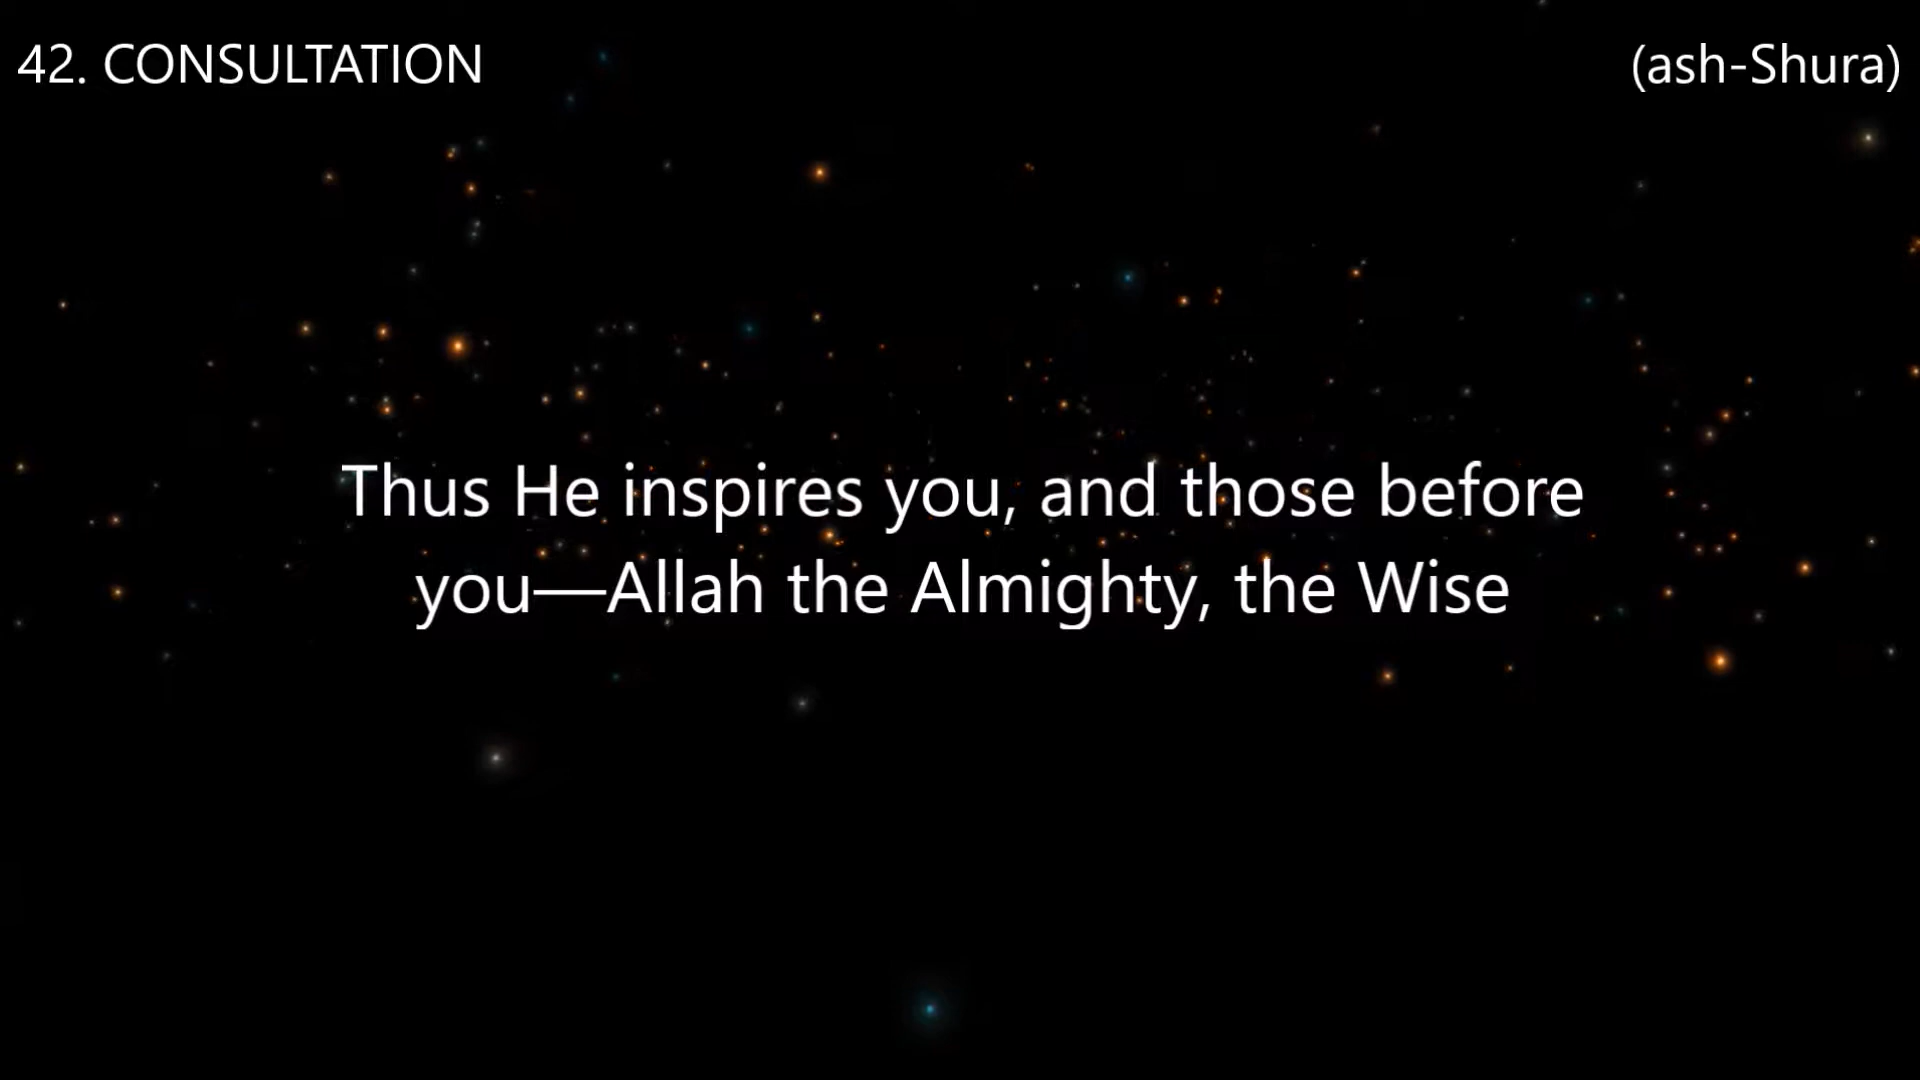 42. CONSULTATION
(ash-Shura)
Thus He inspires you, and those before
you—Allah the Almighty, the Wise